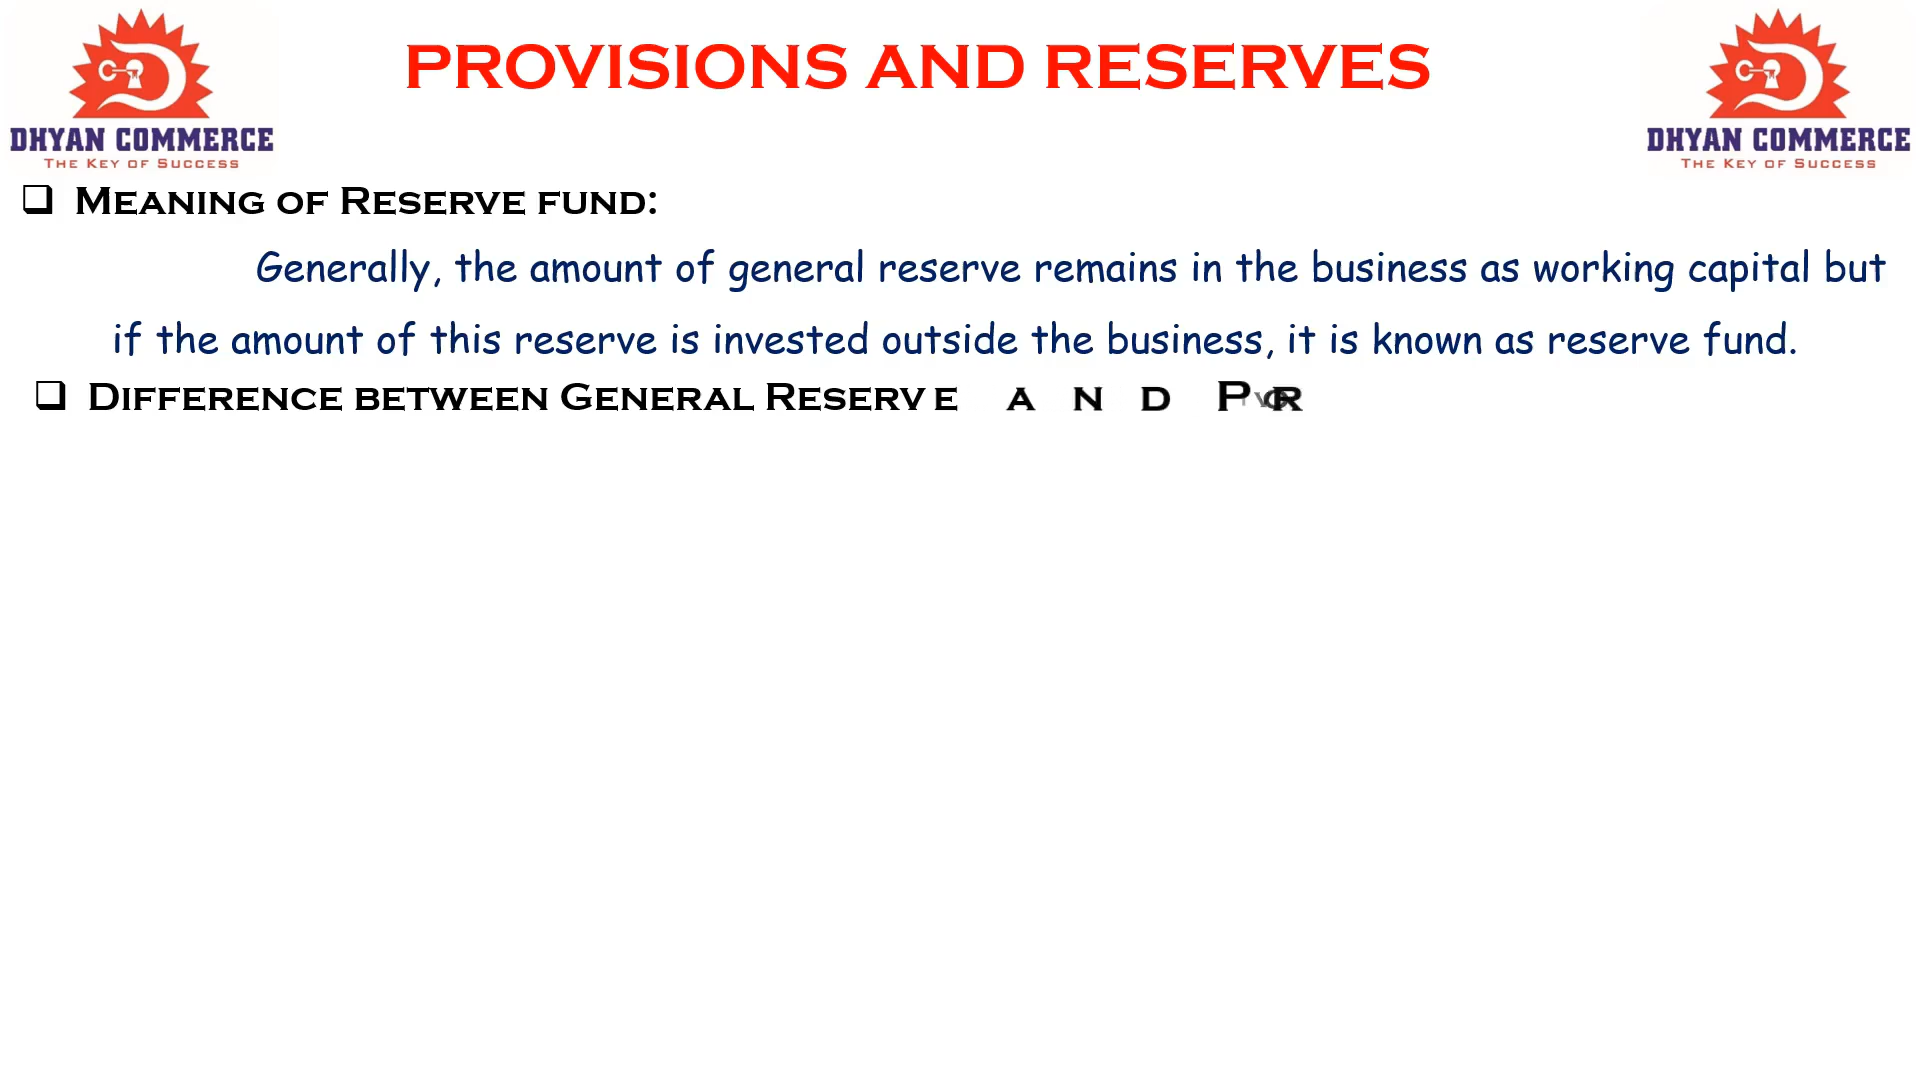 PROVISIONS AND RESERVES
DHYAN COMMERCE
THE KEY OF SUCCESS
DHYAN COMMERCE
THE KEY OF SUCCESS
❑ MEANING OF RESERVE FUND:
Generally, the amount of general reserve remains in the business as working capital but
if the amount of this reserve is invested outside the business, it is known as reserve fund.
❑ DIFFERENCE BETWEEN GENERAL RESERVE AND